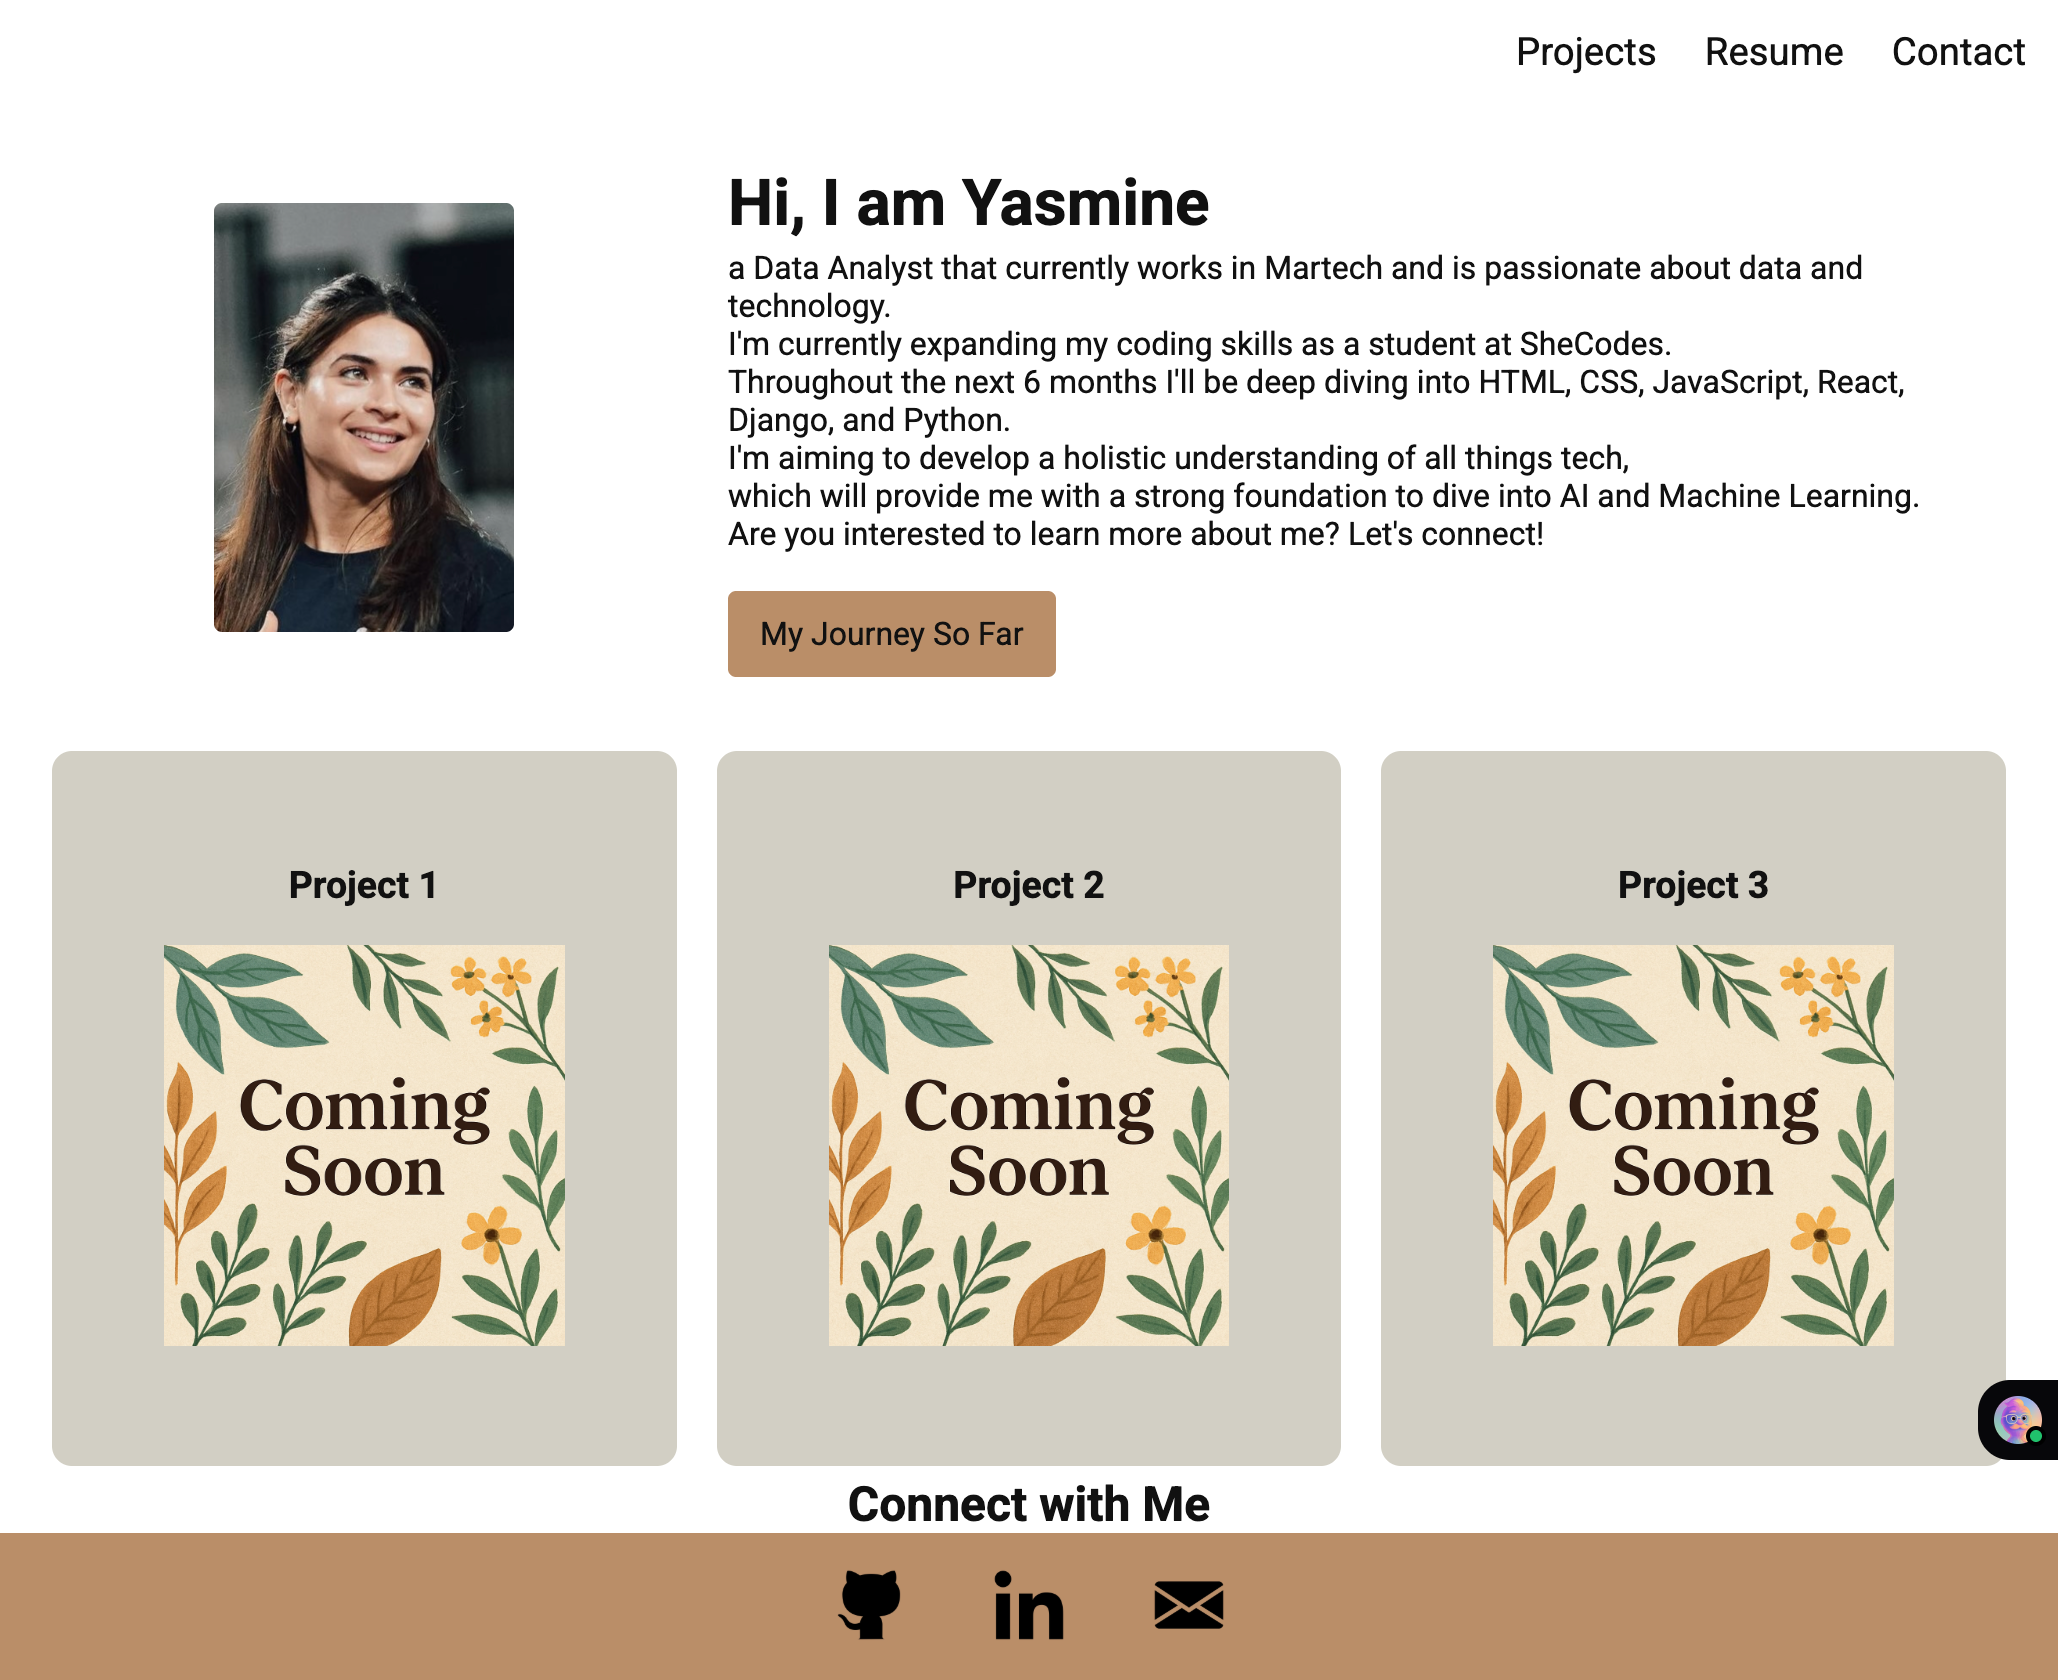 Projects Resume Contact
Hi, I am Yasmine
a Data Analyst that currently works in Martech and is passionate about data and
technology.
I'm currently expanding my coding skills as a student at SheCodes.
Throughout the next 6 months I'll be deep diving into HTML, CSS, JavaScript, React,
Django, and Python.
I'm aiming to develop a holistic understanding of all things tech,
which will provide me with a strong foundation to dive into AI and Machine Learning.
Are you interested to learn more about me? Let's connect!
My Journey So Far
Project 1
Coming
Soon
Project 2
Coming
Soon
Project 3
Coming
Soon
Connect with Me
in